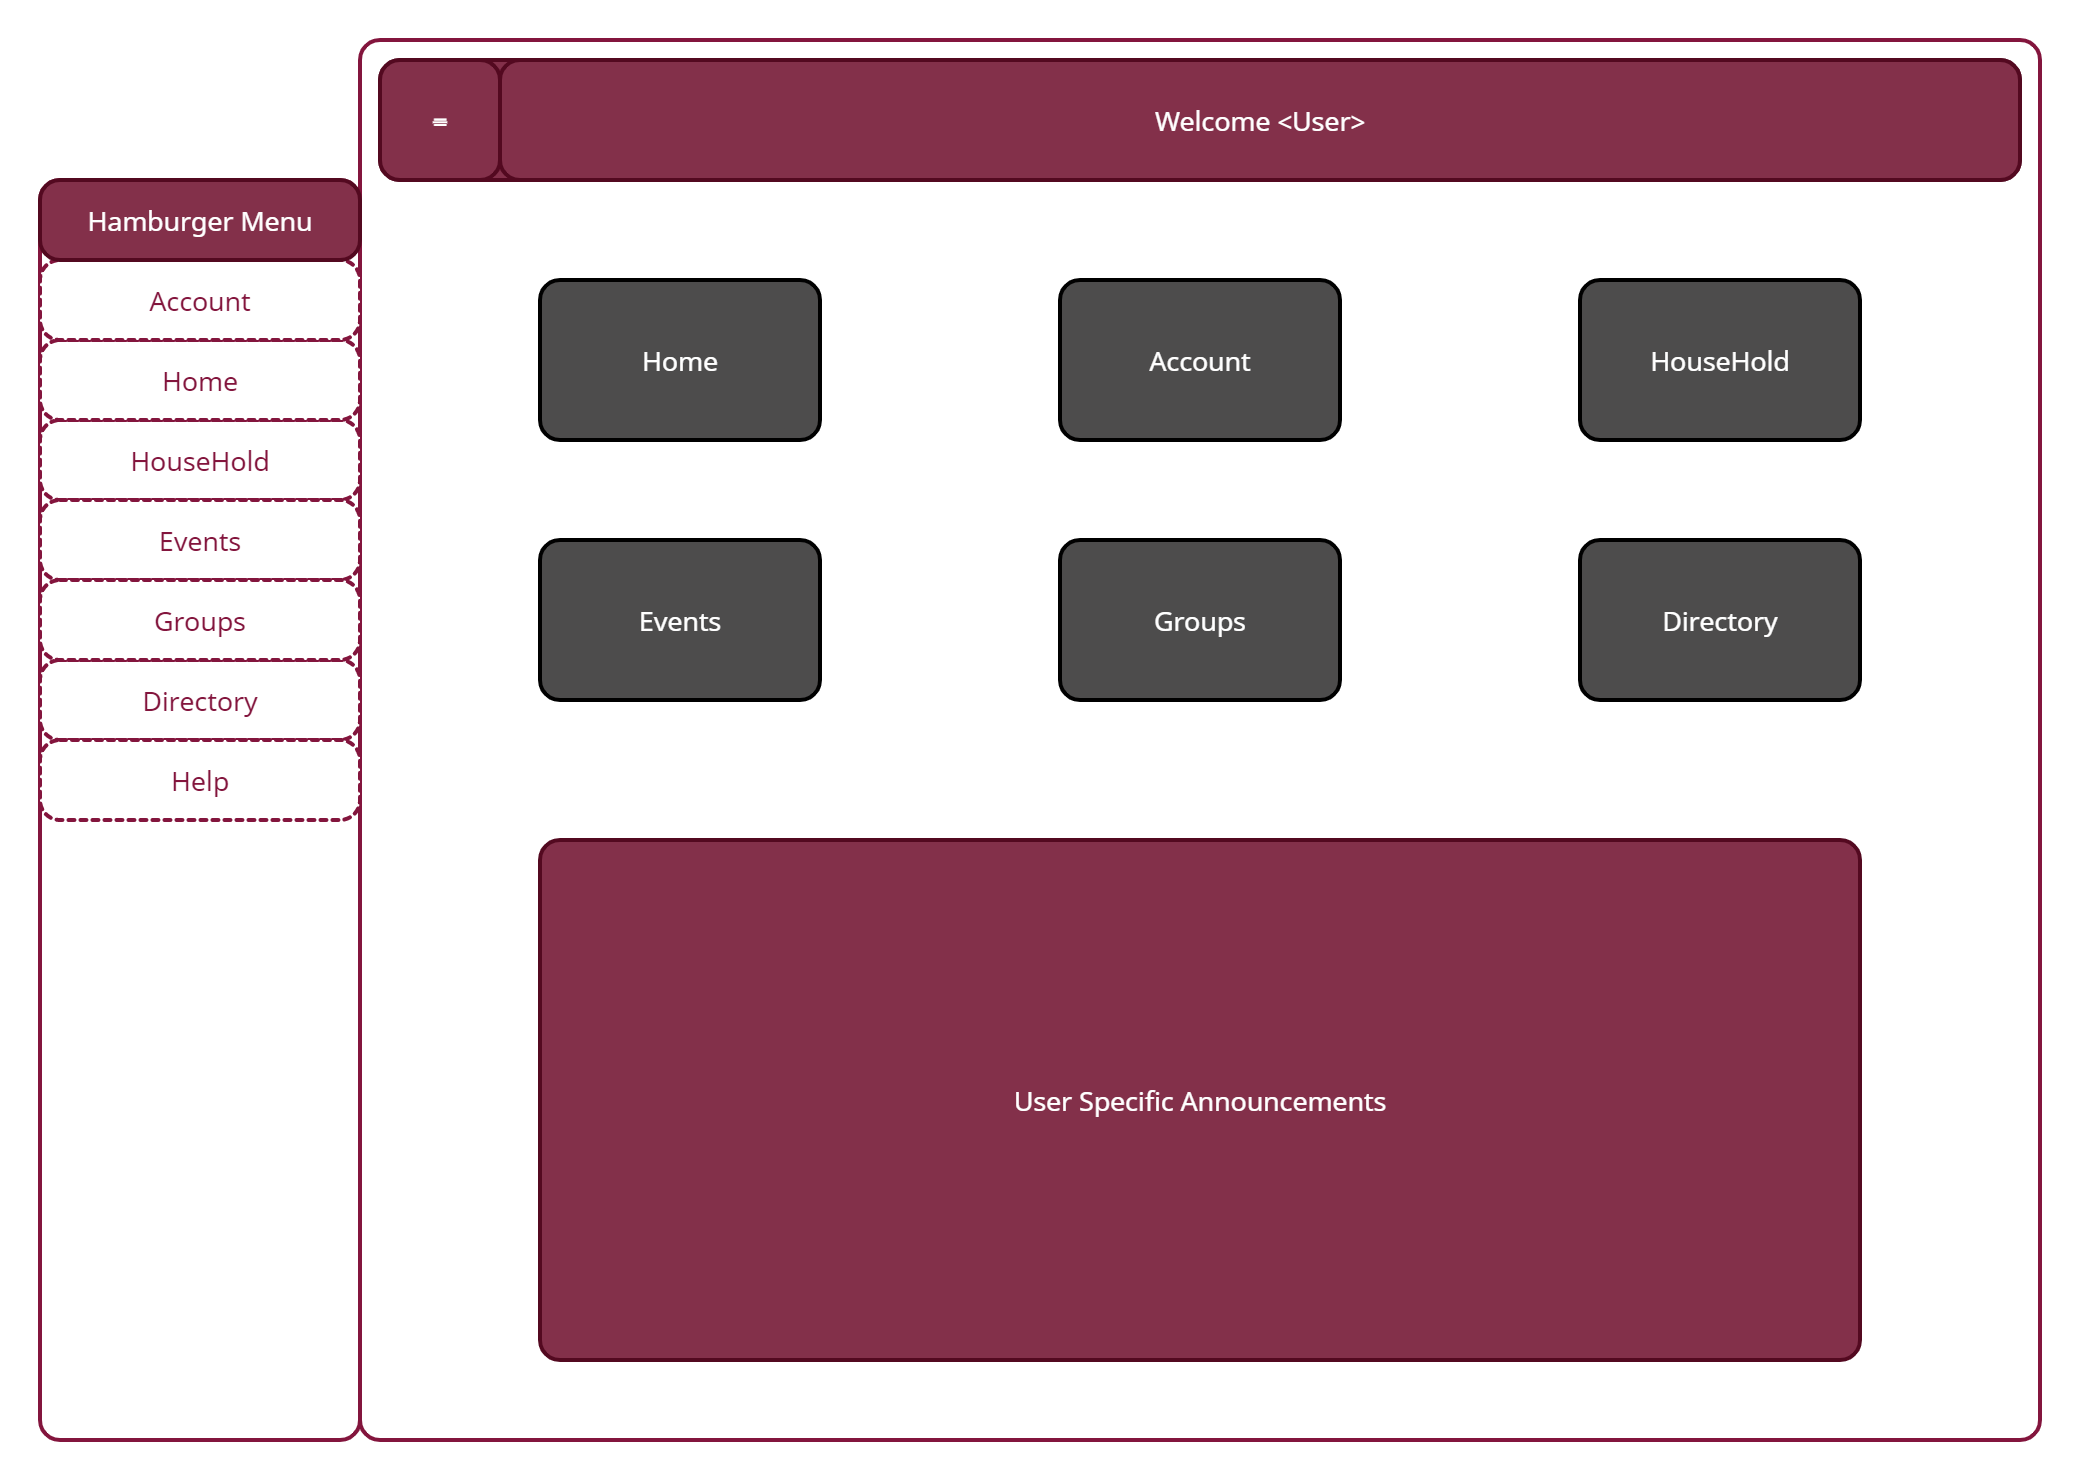 Welcome <User>
Hamburger Menu
Account
Home
HouseHold
Events
Groups
Directory
Help
Home
Account
HouseHold
Events
Groups
Directory
User Specific Announcements